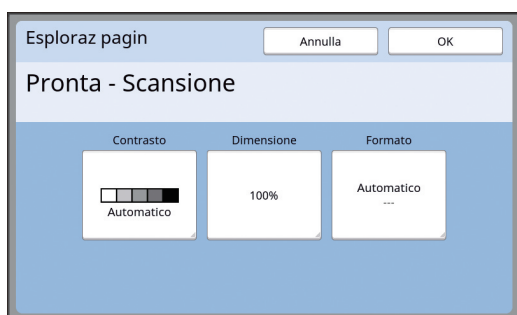 Esploraz pagin Annulla OK
Pronta - Scansione
Contrasto Dimensione Formato
Automatico 100% Automatico
---